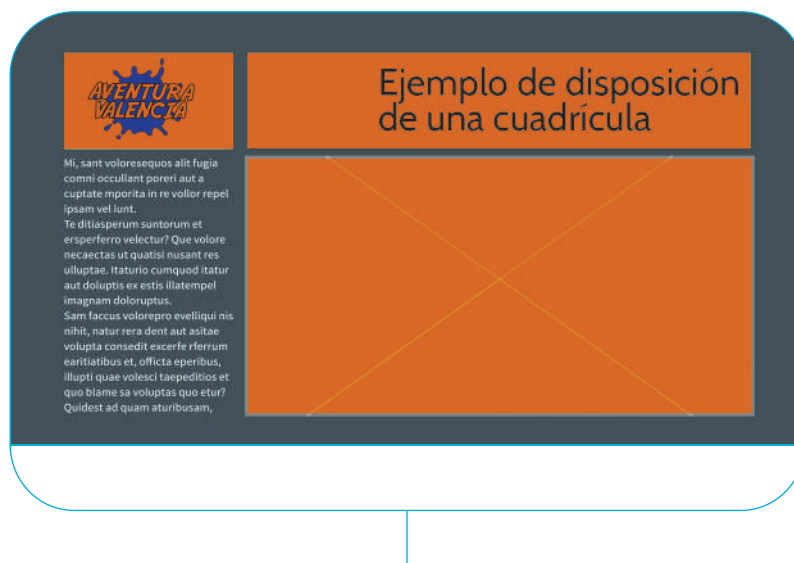 AVENTURA
VALENCIA
Ejemplo de disposición
de una cuadrícula
Mi, sant voloresequos alit fugia
comni occullant poreri aut a
cuptate mporita in re vollor repel
ipsam vel iunt.
Te ditiasperum suntorum et
ersperferro velectur? Que volore
necaectas ut quatisi nusant res
ulluptae. Itaturio cumquod itatur
aut doluptis ex estis illatempel
imagnam doloruptus.
Sam faccus volorepro evelliqui nis
nihit, natur rera dent aut asitae
volupta consedit excerfe rferrum
earitiatibus et, officta eperibus,
illupti quae volesci taepeditios et
quo blame sa voluptas quo etur?
Quidest ad quam aturibusam,